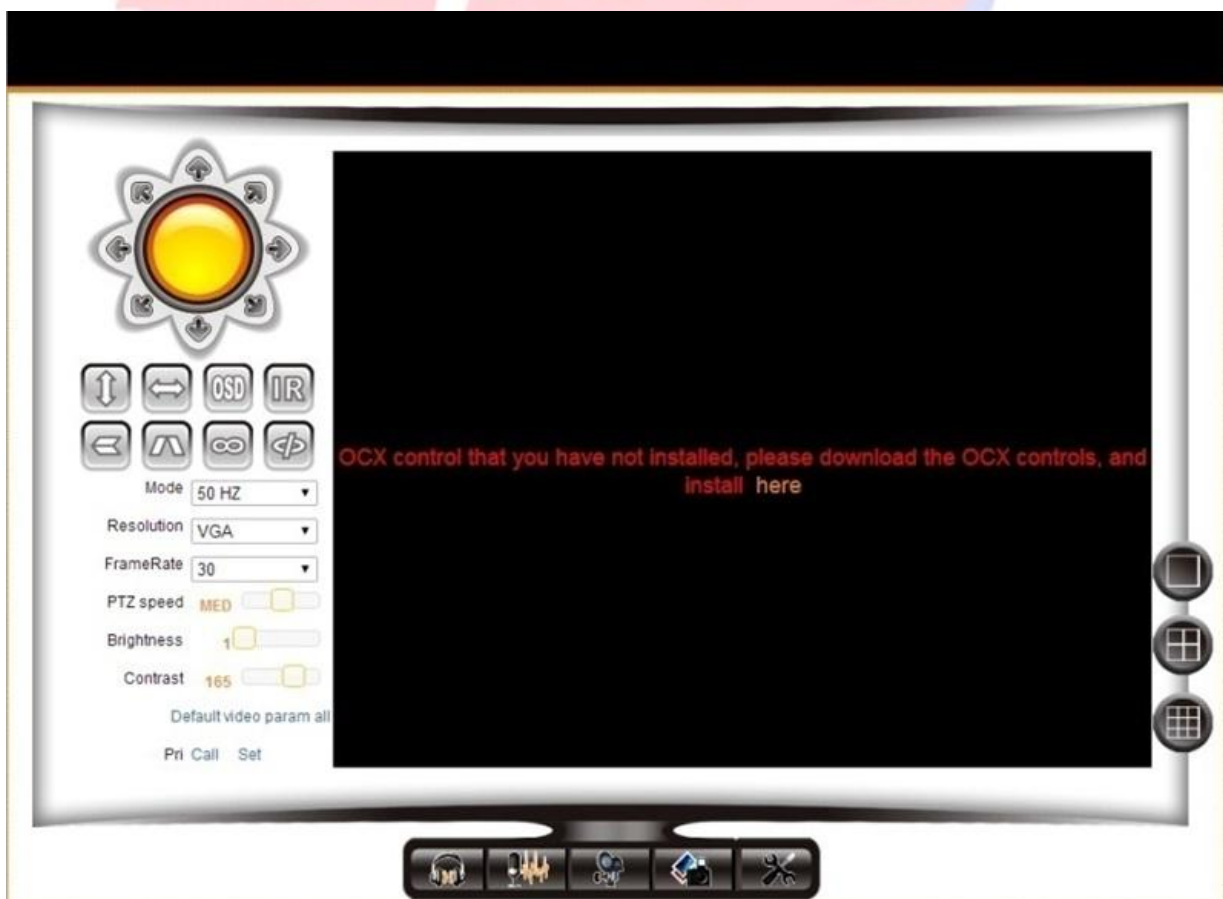 OSD IR
OCX control that you have not installed, please download the OCX controls, and
install here
Mode 50 HZ
Resolution VGA
FrameRate 30
PTZ speed MED
Brightness 1
Contrast 165
Default video param all
Pri Call Set